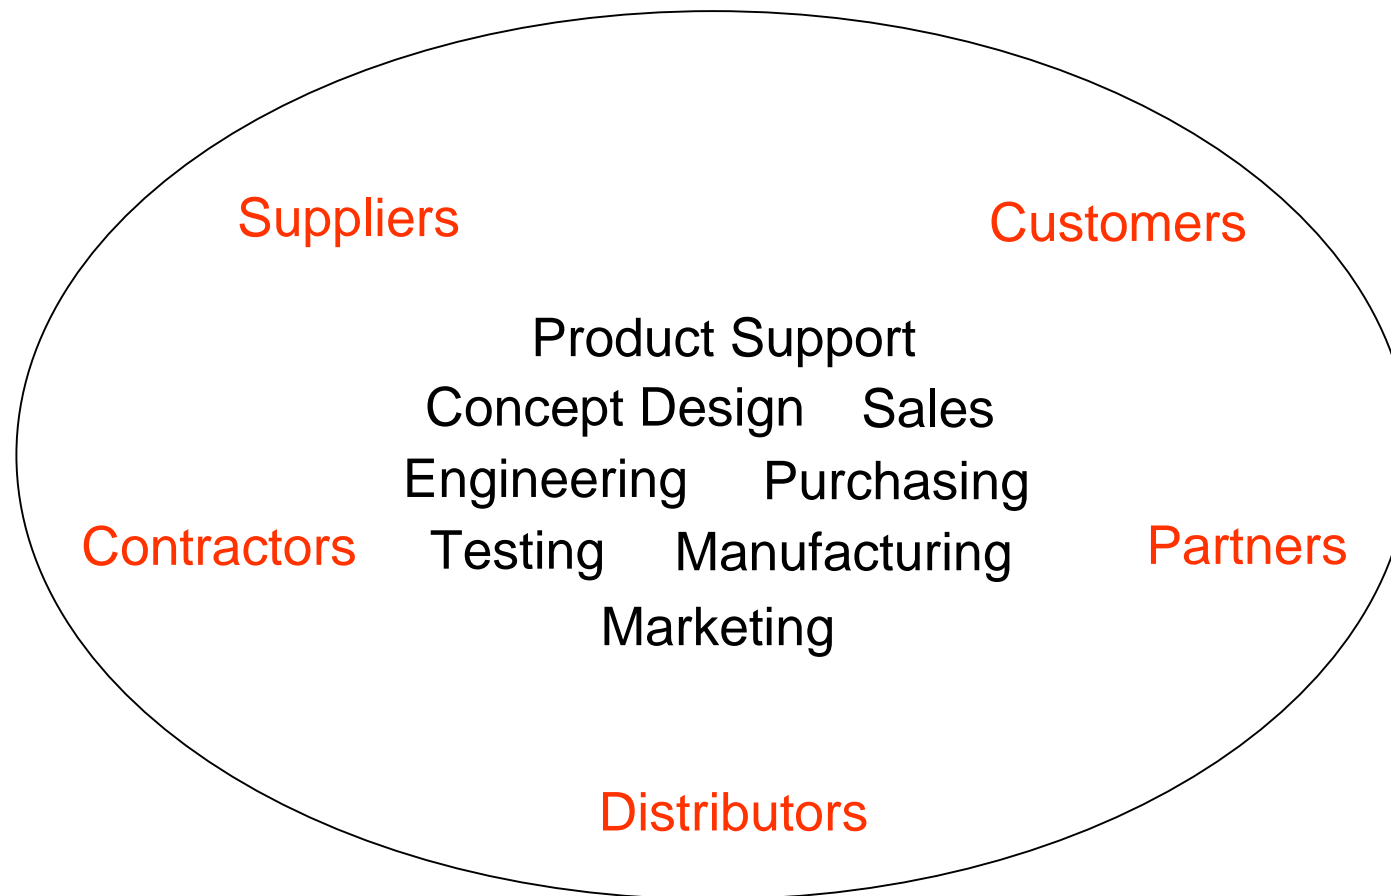 Suppliers
Customers
Product Support
Concept Design Sales
Engineering Purchasing
Contractors Testing Manufacturing Partners
Marketing
Distributors